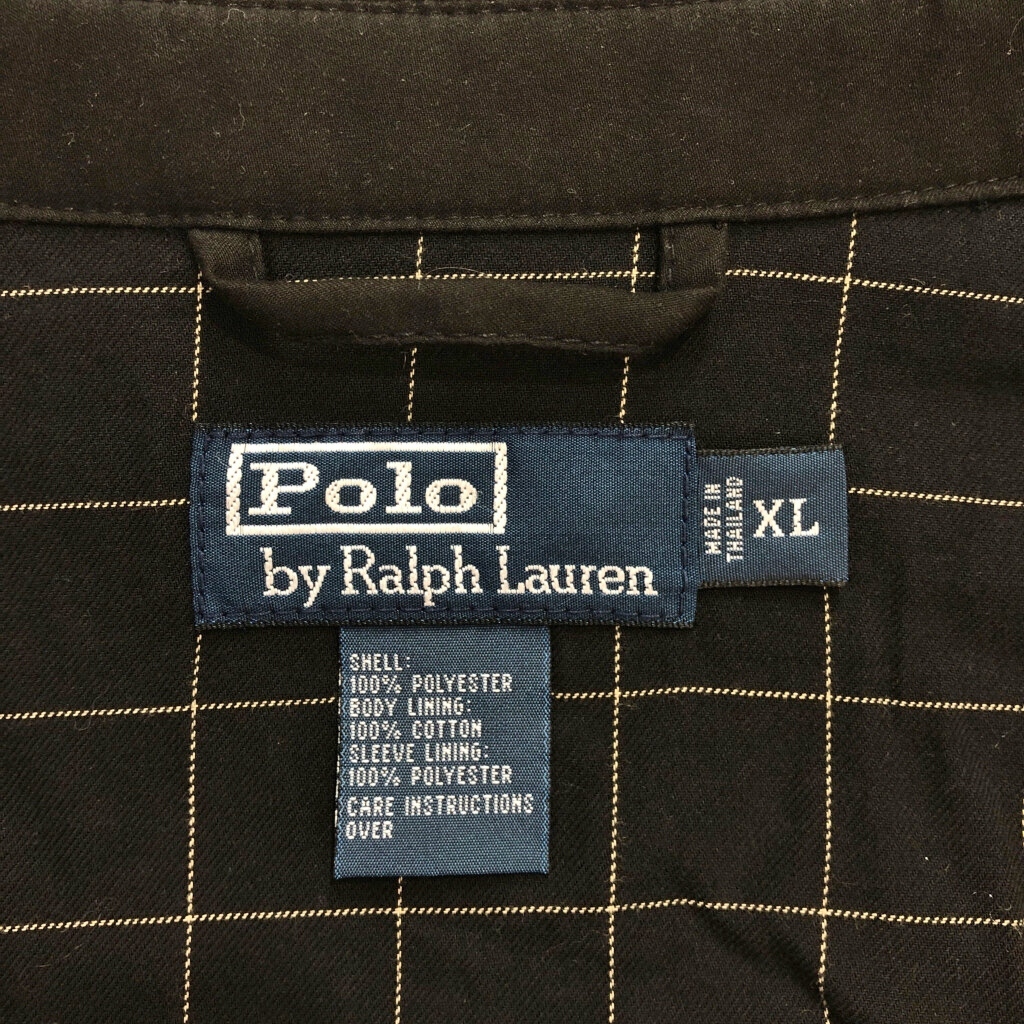 Polo
by Ralph Lauren
MADE IN
THAILAND
XL
SHELL:
100% POLYESTER
BODY LINING:
100% COTTON
SLEEVE LINING:
100% POLYESTER
CARE INSTRUCTIONS
OVER